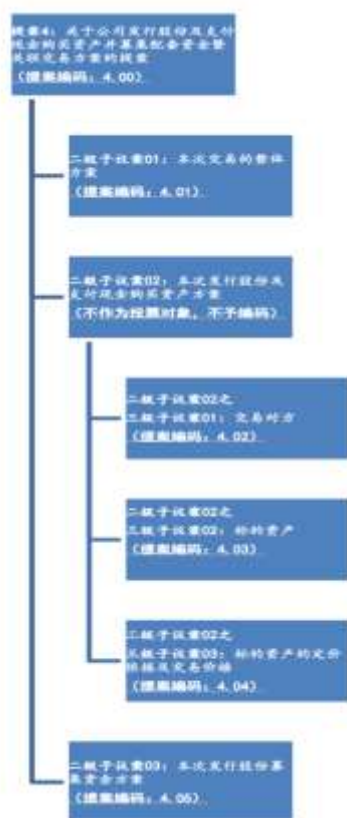 提案4：关于公司发行股份及支付
现金购买资产并募集配套资金暨
关联交易方案的提案
（提案编码：4.00）
二级子议案01：本次交易的整体
方案
（提案编码：4.01）
二级子议案02：本次发行股份及
支付现金购买资产方案
（不作为投票对象，不予编码）
二级子议案02之
三级子议案01：交易对方
（提案编码：4.02）
二级子议案02之
三级子议案02：标的资产
（提案编码：4.03）
二级子议案02之
三级子议案03：标的资产的定价
依据及交易价格
（提案编码：4.04）
二级子议案03：本次发行股份募
集资金方案
（提案编码：4.05）